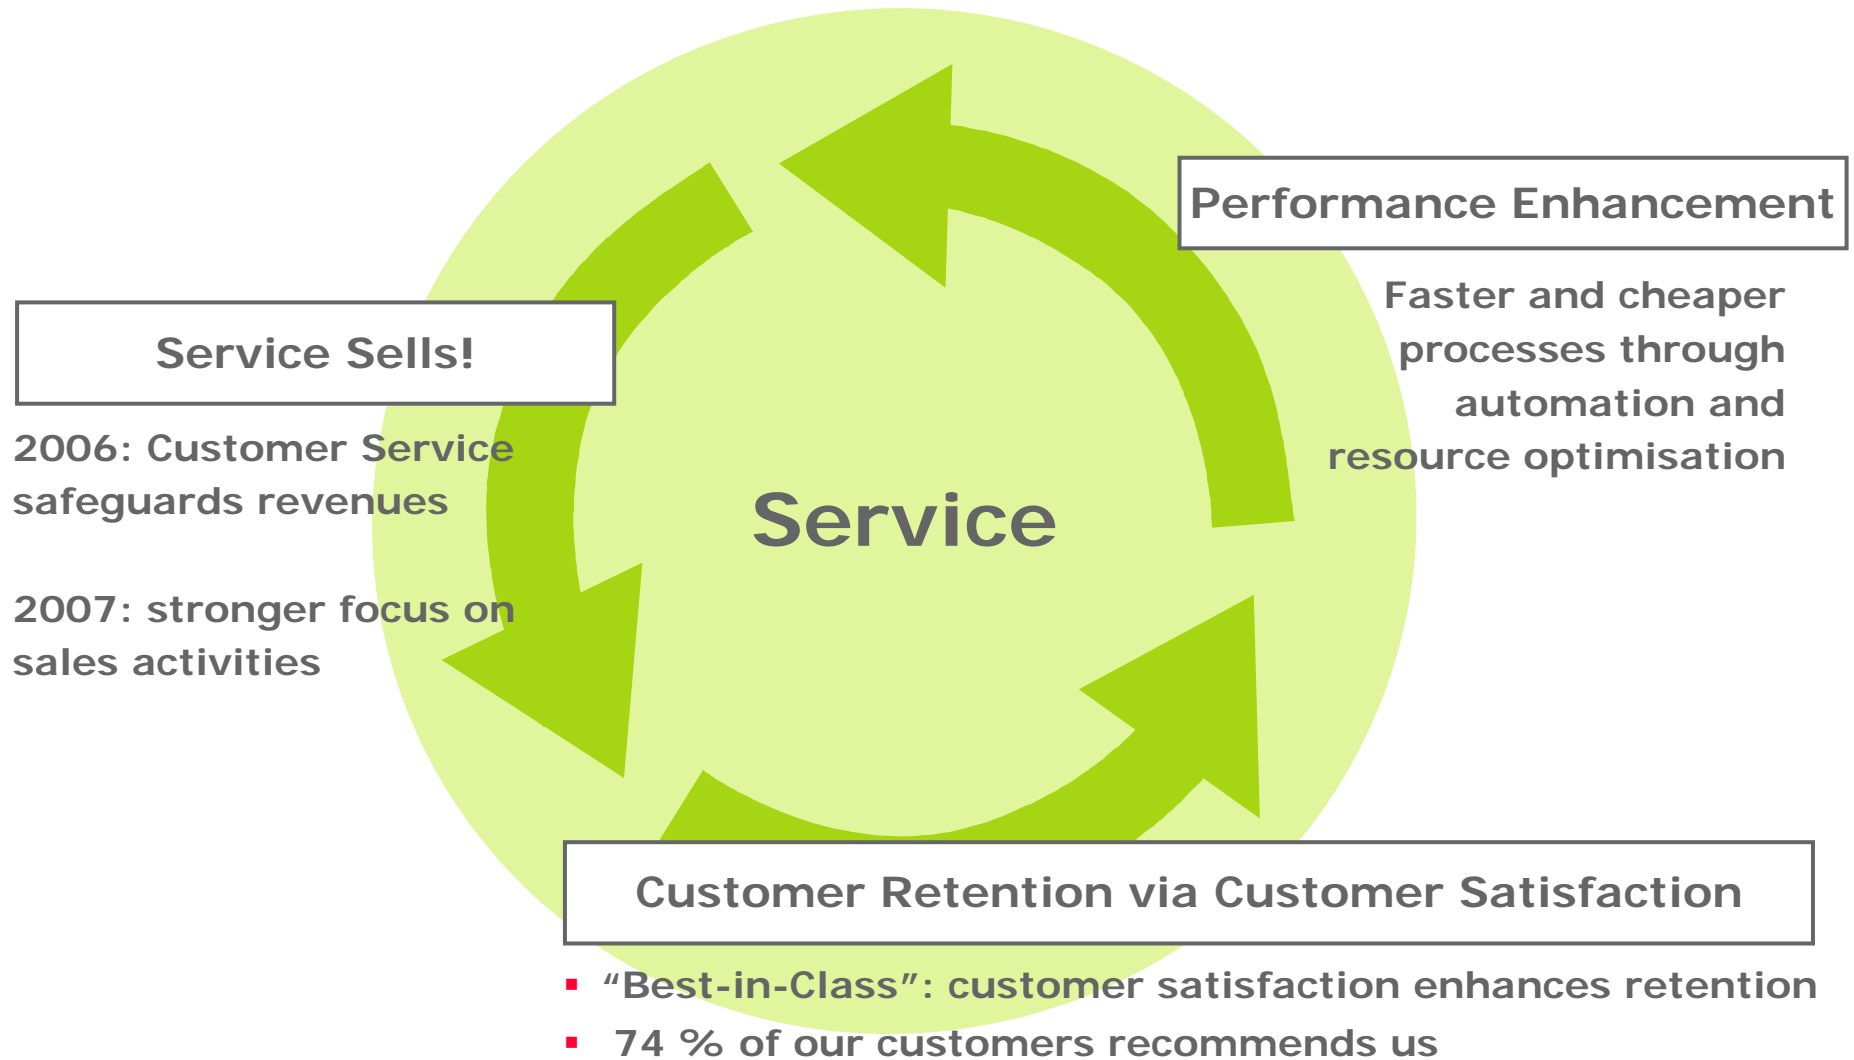 Performance Enhancement
Faster and cheaper
processes through
automation and
resource optimisation
Service Sells!
2006: Customer Service
safeguards revenues
2007: stronger focus on
sales activities
Service
Customer Retention via Customer Satisfaction
▪ “Best-in-Class”: customer satisfaction enhances retention
▪ 74 % of our customers recommends us